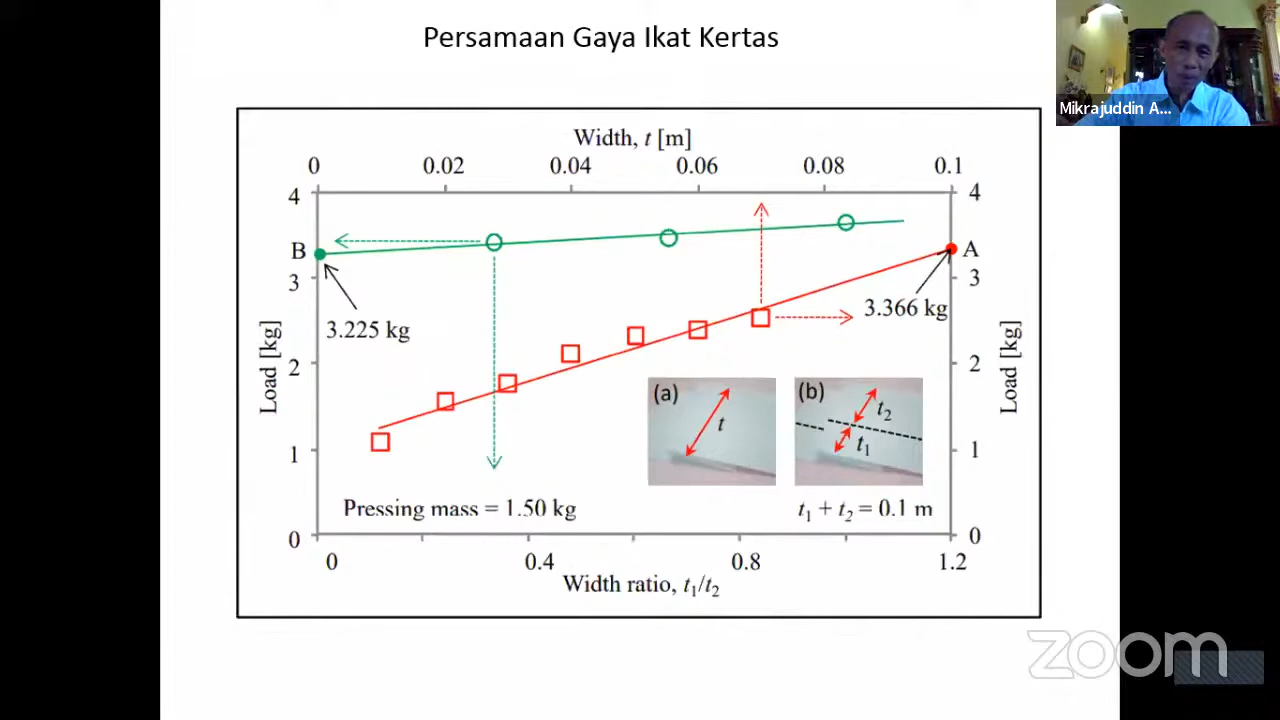 Persamaan Gaya Ikat Kertas
Mikrajuddin A...
Width, t [m]
0 0.02 0.04 0.06 0.08 0.1
4 4
B A
3 3
3.225 kg 3.366 kg
2 2
Load [kg] Load [kg]
(a) (b)
t t₂
t₁
1 1
Pressing mass = 1.50 kg t₁ + t₂ = 0.1 m
0 0
0 0.4 0.8 1.2
Width ratio, t₁/t₂
zoom